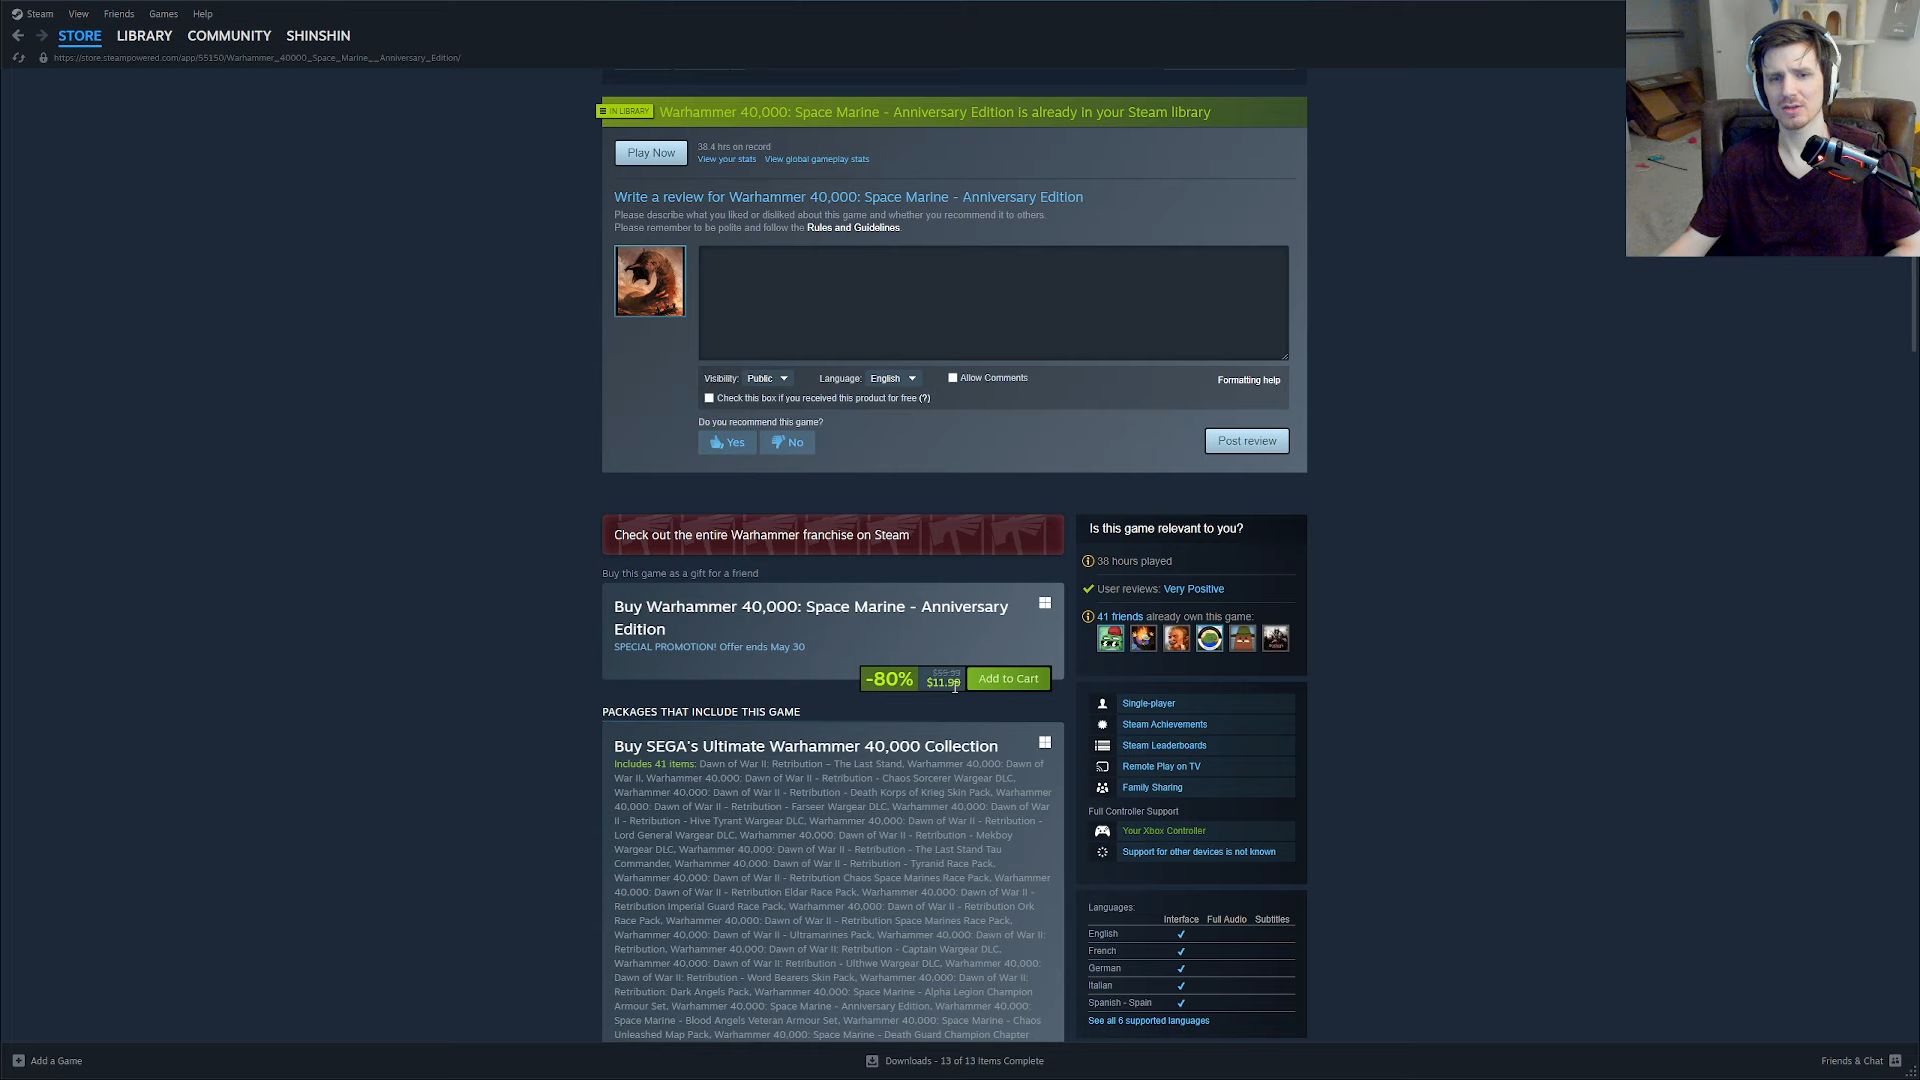 Steam View Friends Games Help
STORE LIBRARY COMMUNITY SHINSHIN
https://store.steampowered.com/app/55150/Warhammer_40000_Space_Marine__Anniversary_Edition/
IN LIBRARY
Warhammer 40,000: Space Marine - Anniversary Edition is already in your Steam library
Play Now
38.4 hrs on record
View your stats View global gameplay stats
Write a review for Warhammer 40,000: Space Marine - Anniversary Edition
Please describe what you liked or disliked about this game and whether you recommend it to others.
Please remember to be polite and follow the Rules and Guidelines
Visibility: Public Language: English Allow Comments Formatting help
Check this box if you received this product for free (?)
Do you recommend this game?
Yes No
Post review
Check out the entire Warhammer franchise on Steam
Buy this game as a gift for a friend
Buy Warhammer 40,000: Space Marine - Anniversary
Edition
SPECIAL PROMOTION! Offer ends May 30
-80% $59.99 $11.99 Add to Cart
PACKAGES THAT INCLUDE THIS GAME
Buy SEGA's Ultimate Warhammer 40,000 Collection
Includes 41 items: Dawn of War II: Retribution – The Last Stand, Warhammer 40,000: Dawn of
War II, Warhammer 40,000: Dawn of War II - Retribution - Chaos Sorcerer Wargear DLC,
Warhammer 40,000: Dawn of War II - Retribution - Death Korps of Krieg Skin Pack, Warhammer
40,000: Dawn of War II - Retribution - Farseer Wargear DLC, Warhammer 40,000: Dawn of War
II - Retribution - Hive Tyrant Wargear DLC, Warhammer 40,000: Dawn of War II - Retribution -
Lord General Wargear DLC, Warhammer 40,000: Dawn of War II - Retribution - Mekboy
Wargear DLC, Warhammer 40,000: Dawn of War II - Retribution - The Last Stand Tau
Commander, Warhammer 40,000: Dawn of War II - Retribution - Tyranid Race Pack,
Warhammer 40,000: Dawn of War II - Retribution Chaos Space Marines Race Pack, Warhammer
40,000: Dawn of War II - Retribution Eldar Race Pack, Warhammer 40,000: Dawn of War II -
Retribution Imperial Guard Race Pack, Warhammer 40,000: Dawn of War II - Retribution Ork
Race Pack, Warhammer 40,000: Dawn of War II - Retribution Space Marines Race Pack,
Warhammer 40,000: Dawn of War II - Ultramarines Pack, Warhammer 40,000: Dawn of War II:
Retribution, Warhammer 40,000: Dawn of War II: Retribution - Captain Wargear DLC,
Warhammer 40,000: Dawn of War II: Retribution - Ulthwe Wargear DLC, Warhammer 40,000:
Dawn of War II: Retribution - Word Bearers Skin Pack, Warhammer 40,000: Dawn of War II:
Retribution: Dark Angels Pack, Warhammer 40,000: Space Marine - Alpha Legion Champion
Armour Set, Warhammer 40,000: Space Marine - Anniversary Edition, Warhammer 40,000:
Space Marine - Blood Angels Veteran Armour Set, Warhammer 40,000: Space Marine - Chaos
Unleashed Map Pack, Warhammer 40,000: Space Marine - Death Guard Champion Chapter
Is this game relevant to you?
38 hours played
User reviews: Very Positive
41 friends already own this game:
Single-player
Steam Achievements
Steam Leaderboards
Remote Play on TV
Family Sharing
Full Controller Support
Your Xbox Controller
Support for other devices is not known
Languages:
Interface Full Audio Subtitles
English
French
German
Italian
Spanish - Spain
See all 6 supported languages
Add a Game
Downloads - 13 of 13 Items Complete
Friends & Chat